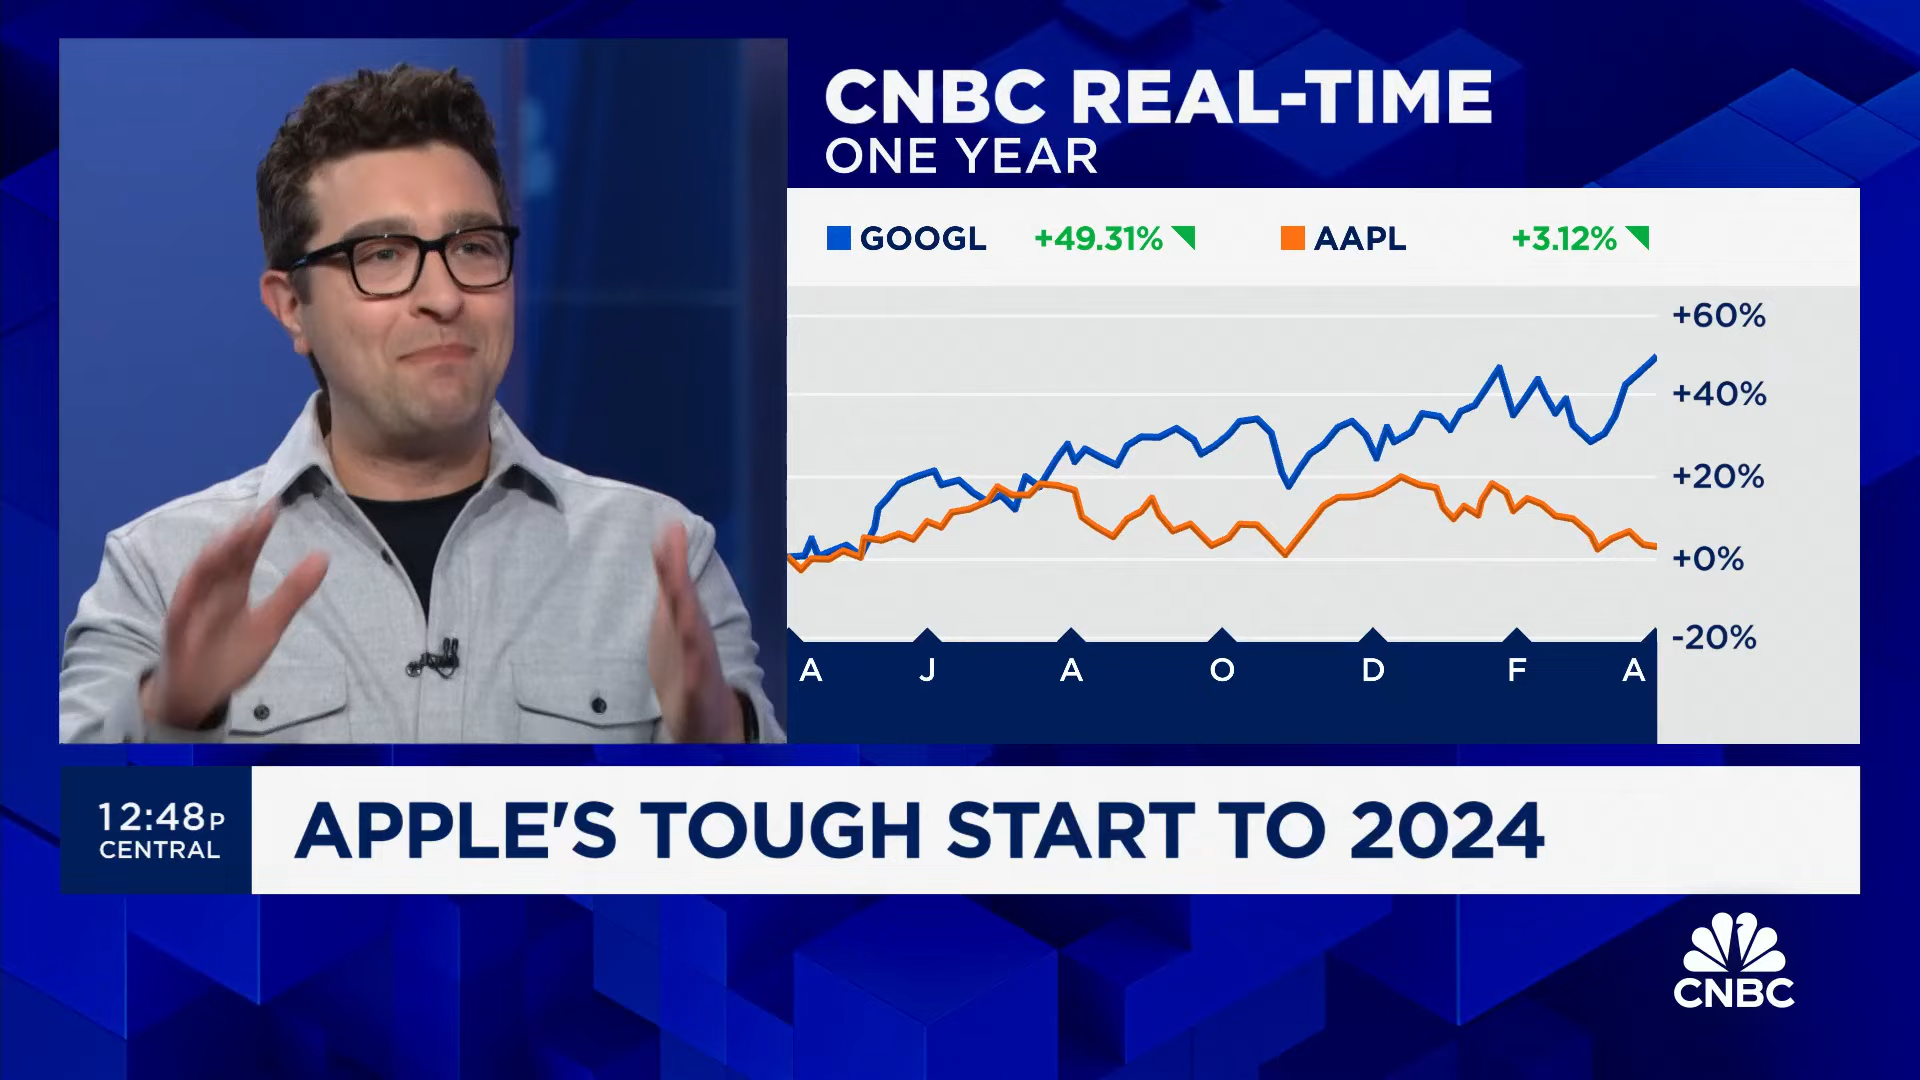 CNBC REAL-TIME
ONE YEAR
GOOGL +49.31% AAPL +3.12%
+60%
+40%
+20%
+0%
-20%
A J A O D F A
12:48P
CENTRAL
APPLE'S TOUGH START TO 2024
CNBC